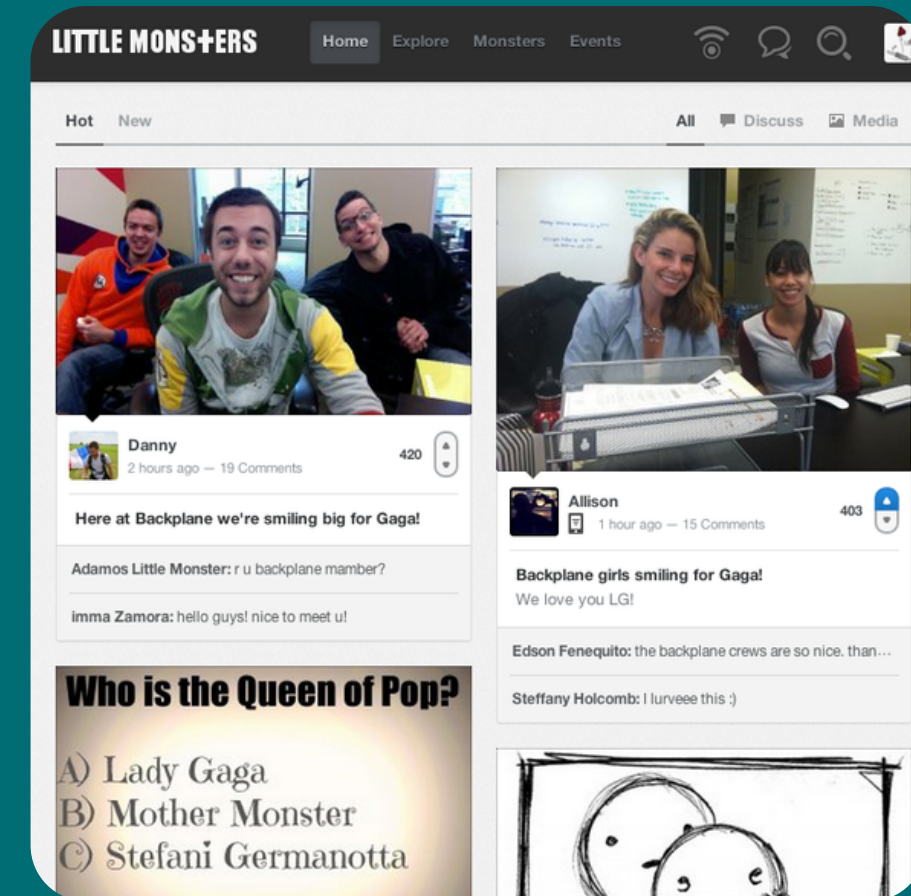 LITTLE MONSTERS
Home Explore Monsters Events
Hot New
All Discuss Media
Danny
2 hours ago — 19 Comments
420
Here at Backplane we're smiling big for Gaga!
Adamos Little Monster: r u backplane mamber?
imma Zamora: hello guys! nice to meet u!
Allison
1 hour ago — 15 Comments
403
Backplane girls smiling for Gaga!
We love you LG!
Edson Fenequito: the backplane crews are so nice. than...
Steffany Holcomb: I lurveee this :)
Who is the Queen of Pop?
A) Lady Gaga
B) Mother Monster
C) Stefani Germanotta